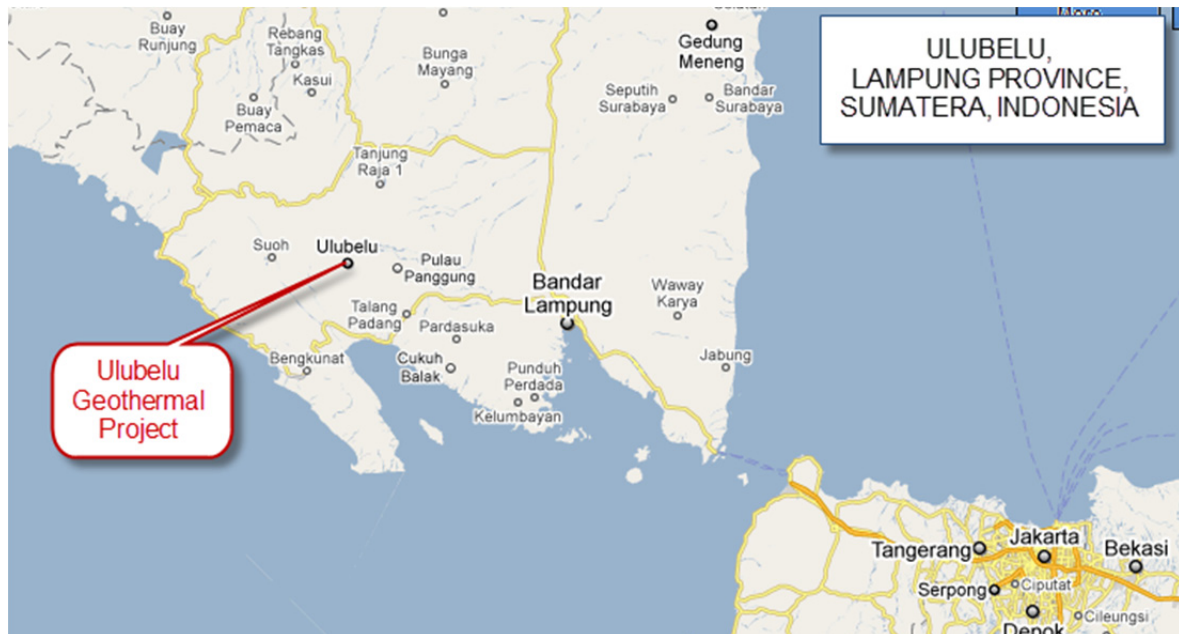 Buay
Runjung
Rebang
Tangkas
Kasui
Bunga
Mayang
Buay
Pemaca
Gedung
Meneng
Seputih
Surabaya
Bandar
Surabaya
ULUBELU,
LAMPUNG PROVINCE,
SUMATERA, INDONESIA
Tanjung
Raja 1
Suoh
Ulubelu
Pulau
Panggung
Bandar
Lampung
Waway
Karya
Talang
Padang
Pardasuka
Bengkunat
Cukuh
Balak
Punduh
Perdada
Kelumbayan
Jabung
Ulubelu
Geothermal
Project
Tangerang
Jakarta
Bekasi
Serpong
Ciputat
Cileungsi
Depok